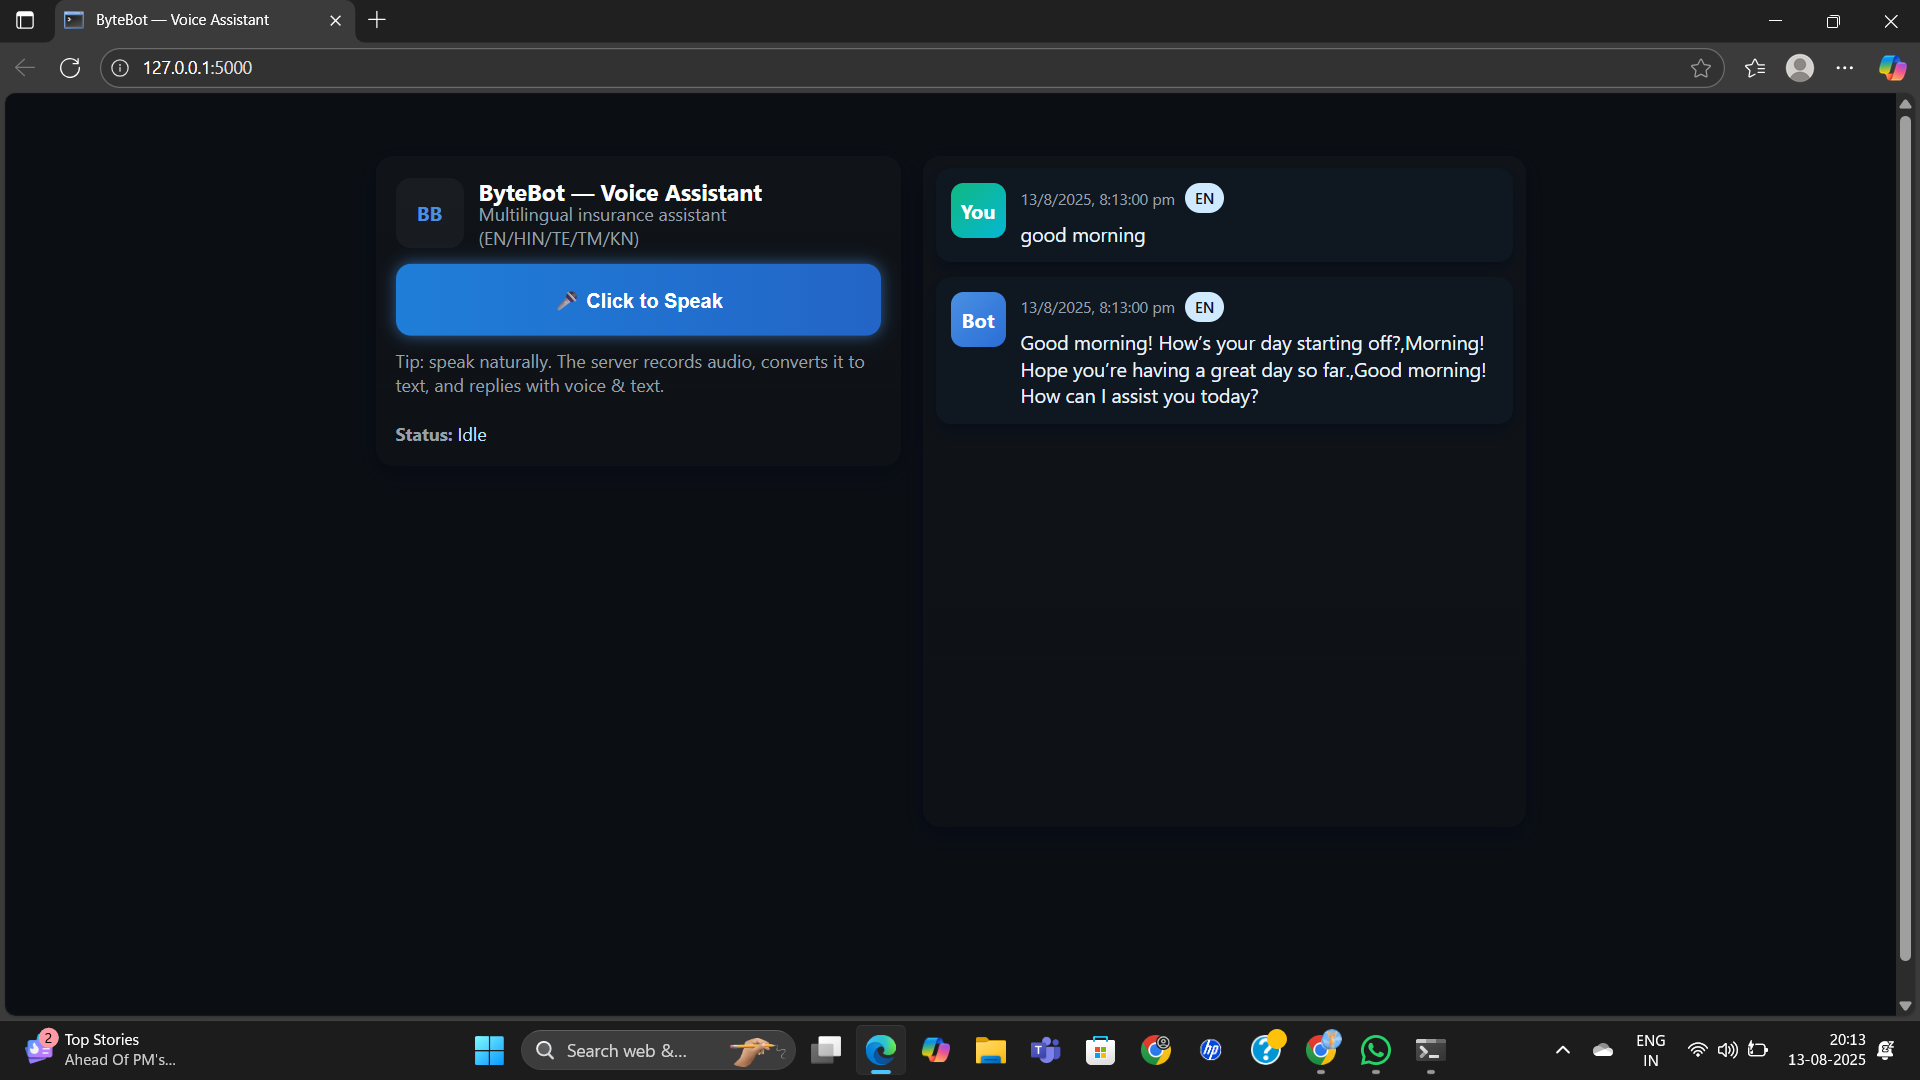 ByteBot — Voice Assistant
127.0.0.1:5000
BB
ByteBot — Voice Assistant
Multilingual insurance assistant
(EN/HIN/TE/TM/KN)
Click to Speak
Tip: speak naturally. The server records audio, converts it to
text, and replies with voice & text.
Status: Idle
You
13/8/2025, 8:13:00 pm EN
good morning
Bot
13/8/2025, 8:13:00 pm EN
Good morning! How’s your day starting off?,Morning!
Hope you’re having a great day so far.,Good morning!
How can I assist you today?
2
Top Stories
Ahead Of PM's...
Search web &...
T
hp
?
ENG
IN
20:13
13-08-2025